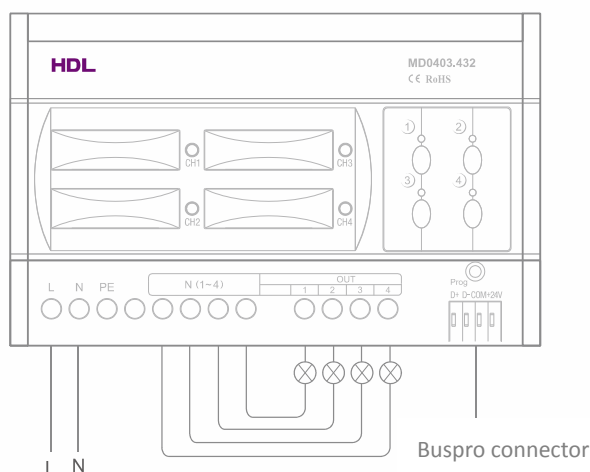 HDL
MD0403.432
CE RoHS
1 2
CH1 CH3
3 4
CH2 CH4
L N PE N (1~4) OUT
1 2 3 4
Prog
D+ D-COM+24V
Buspro connector
L N